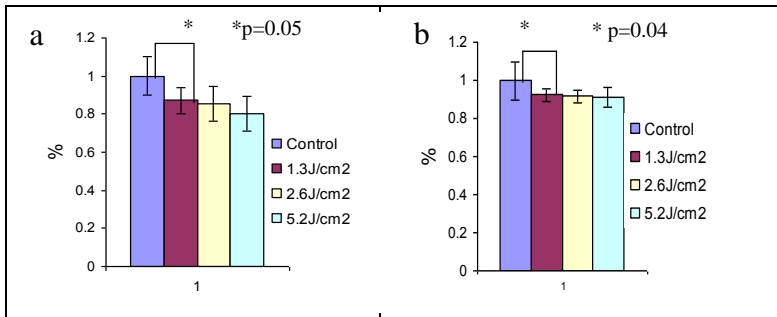 a
* *p=0.05
1.2
1
0.8
0.6
0.4
0.2
0
%
1
Control
1.3J/cm2
2.6J/cm2
5.2J/cm2
b
* * p=0.04
1.2
1
0.8
0.6
0.4
0.2
0
%
1
Control
1.3J/cm2
2.6J/cm2
5.2J/cm2